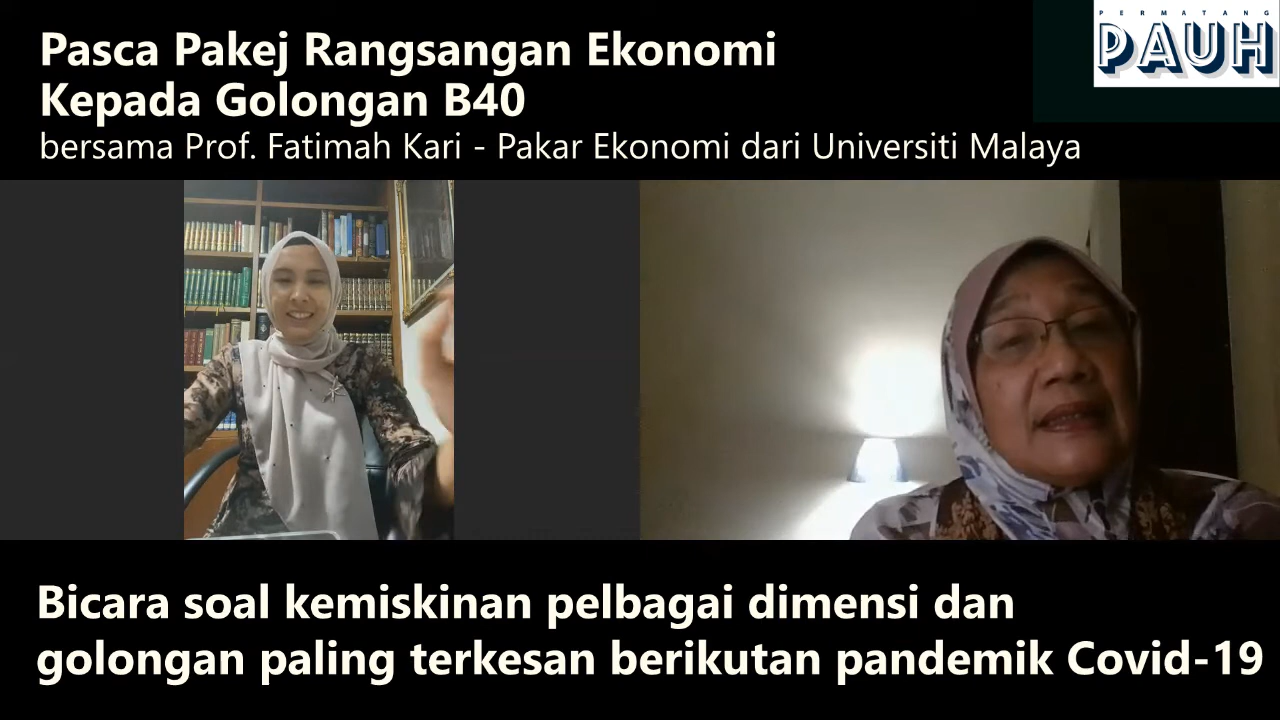 PERMATANG
PAUH
Pasca Pakej Rangsangan Ekonomi
Kepada Golongan B40
bersama Prof. Fatimah Kari - Pakar Ekonomi dari Universiti Malaya
Bicara soal kemiskinan pelbagai dimensi dan
golongan paling terkesan berikutan pandemik Covid-19